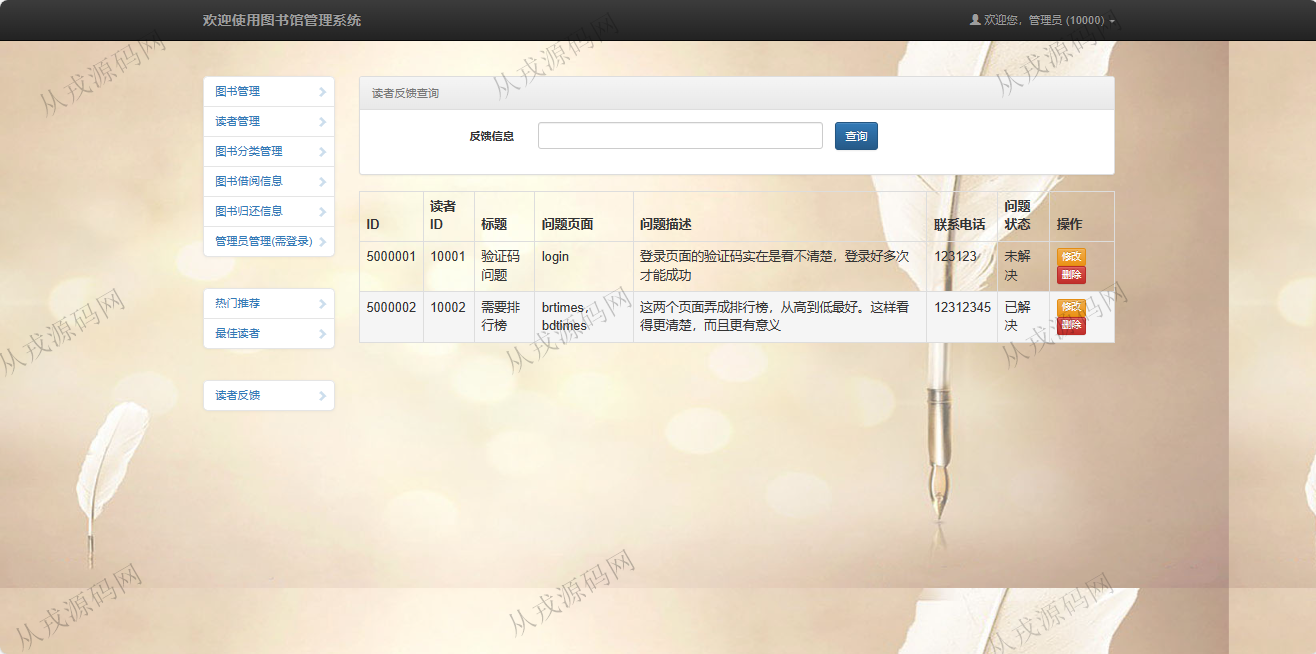 欢迎使用图书馆管理系统
欢迎您，管理员 (10000)
图书管理
读者管理
图书分类管理
图书借阅信息
图书归还信息
管理员管理(需登录)
热门推荐
最佳读者
读者反馈
读者反馈查询
反馈信息
查询
ID
读者
ID
标题
问题页面
问题描述
联系电话
问题
状态
操作
5000001
10001
验证码
问题
login
登录页面的验证码实在是看不清楚，登录好多次
才能成功
123123
未解
决
修改
删除
5000002
10002
需要排
行榜
brtimes，
bdtimes
这两个页面弄成排行榜，从高到低最好。这样看
得更清楚，而且更有意义
12312345
已解
决
修改
删除
从戎源码网
从戎源码网
从戎源码网
从戎源码网
从戎源码网
从戎源码网
从戎源码网
从戎源码网
从戎源码网